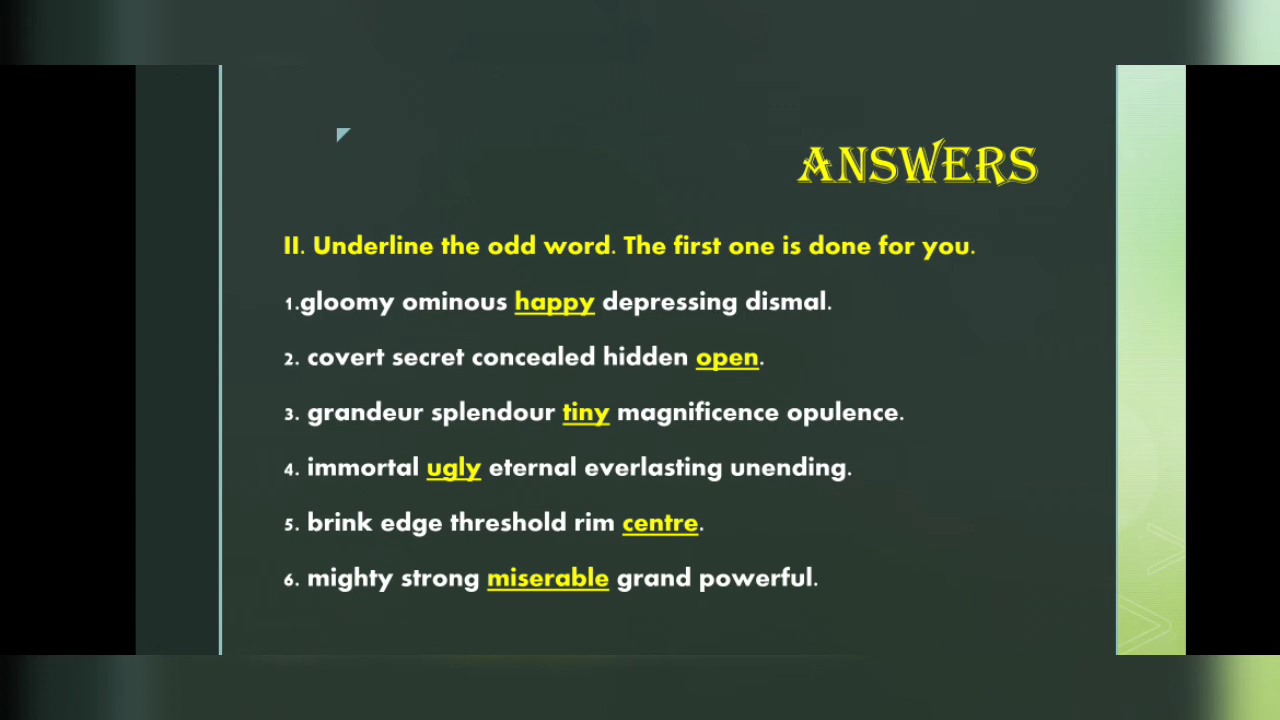 ANSWERS
II. Underline the odd word. The first one is done for you.
1.gloomy ominous happy depressing dismal.
2. covert secret concealed hidden open.
3. grandeur splendour tiny magnificence opulence.
4. immortal ugly eternal everlasting unending.
5. brink edge threshold rim centre.
6. mighty strong miserable grand powerful.